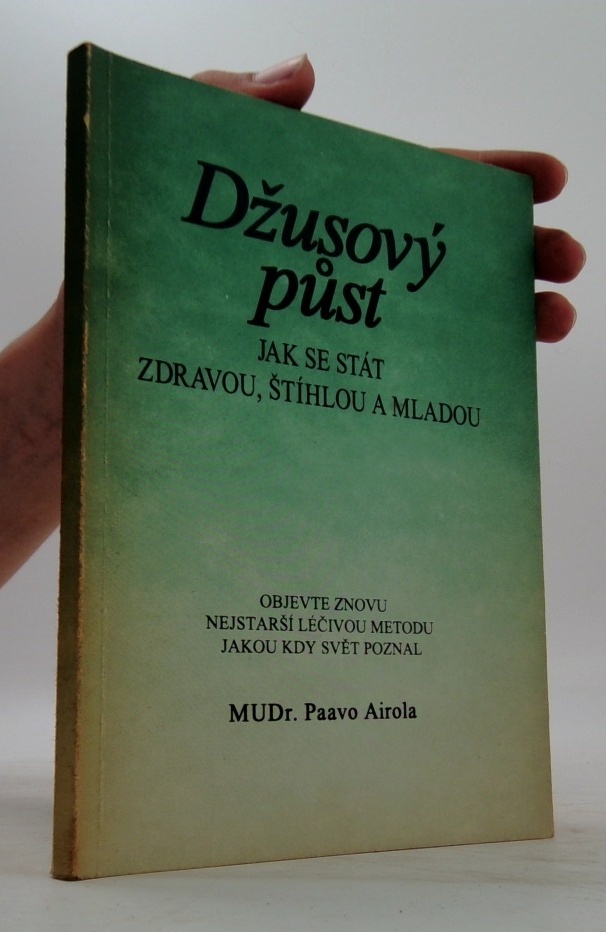 Džusový
půst
JAK SE STÁT
ZDRAVOU, ŠTÍHLOU A MLADOU
OBJEVTE ZNOVU
NEJSTARŠÍ LÉČIVOU METODU
JAKOU KDY SVĚT POZNAL
MUDr. Paavo Airola